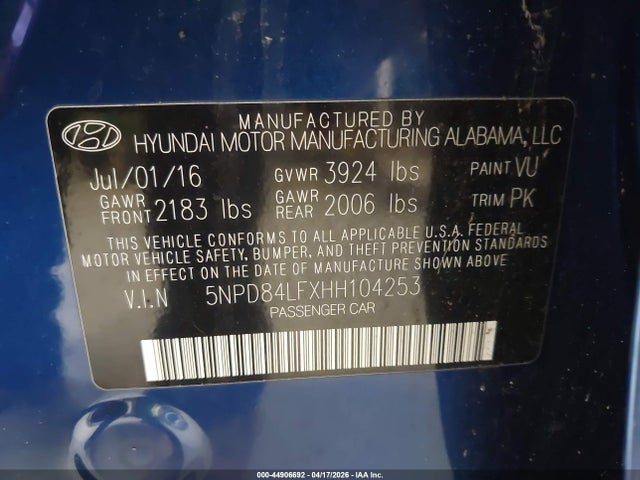 MANUFACTURED BY
HYUNDAI MOTOR MANUFACTURING ALABAMA, LLC
Jul/01/16 GVWR 3924 lbs PAINT VU
GAWR FRONT 2183 lbs GAWR REAR 2006 lbs TRIM PK
THIS VEHICLE CONFORMS TO ALL APPLICABLE U.S.A. FEDERAL
MOTOR VEHICLE SAFETY, BUMPER, AND THEFT PREVENTION STANDARDS
IN EFFECT ON THE DATE OF MANUFACTURE SHOWN ABOVE
V.I.N 5NPD84LFXHH104253
PASSENGER CAR
000-44906692 - 04/17/2026 - IAA Inc.